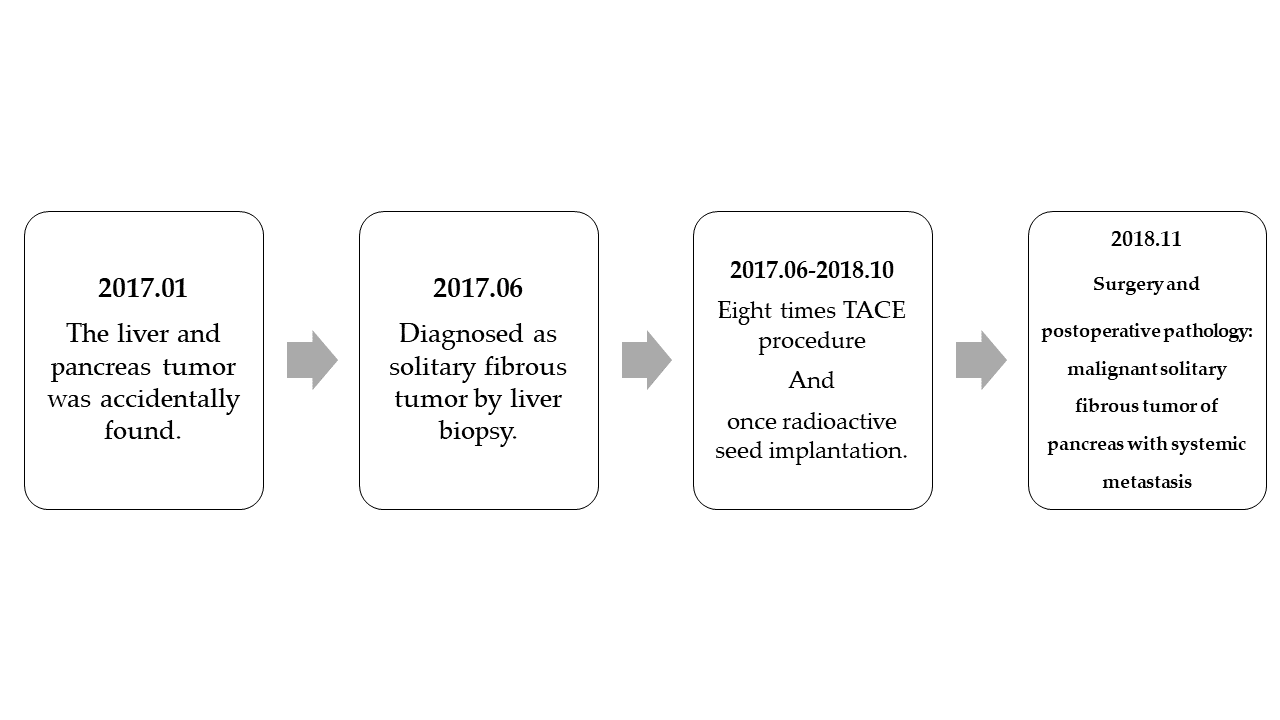 2017.01
The liver and
pancreas tumor
was accidentally
found.
2017.06
Diagnosed as
solitary fibrous
tumor by liver
biopsy.
2017.06-2018.10
Eight times TACE
procedure
And
once radioactive
seed implantation.
2018.11
Surgery and
postoperative pathology:
malignant solitary
fibrous tumor of
pancreas with systemic
metastasis